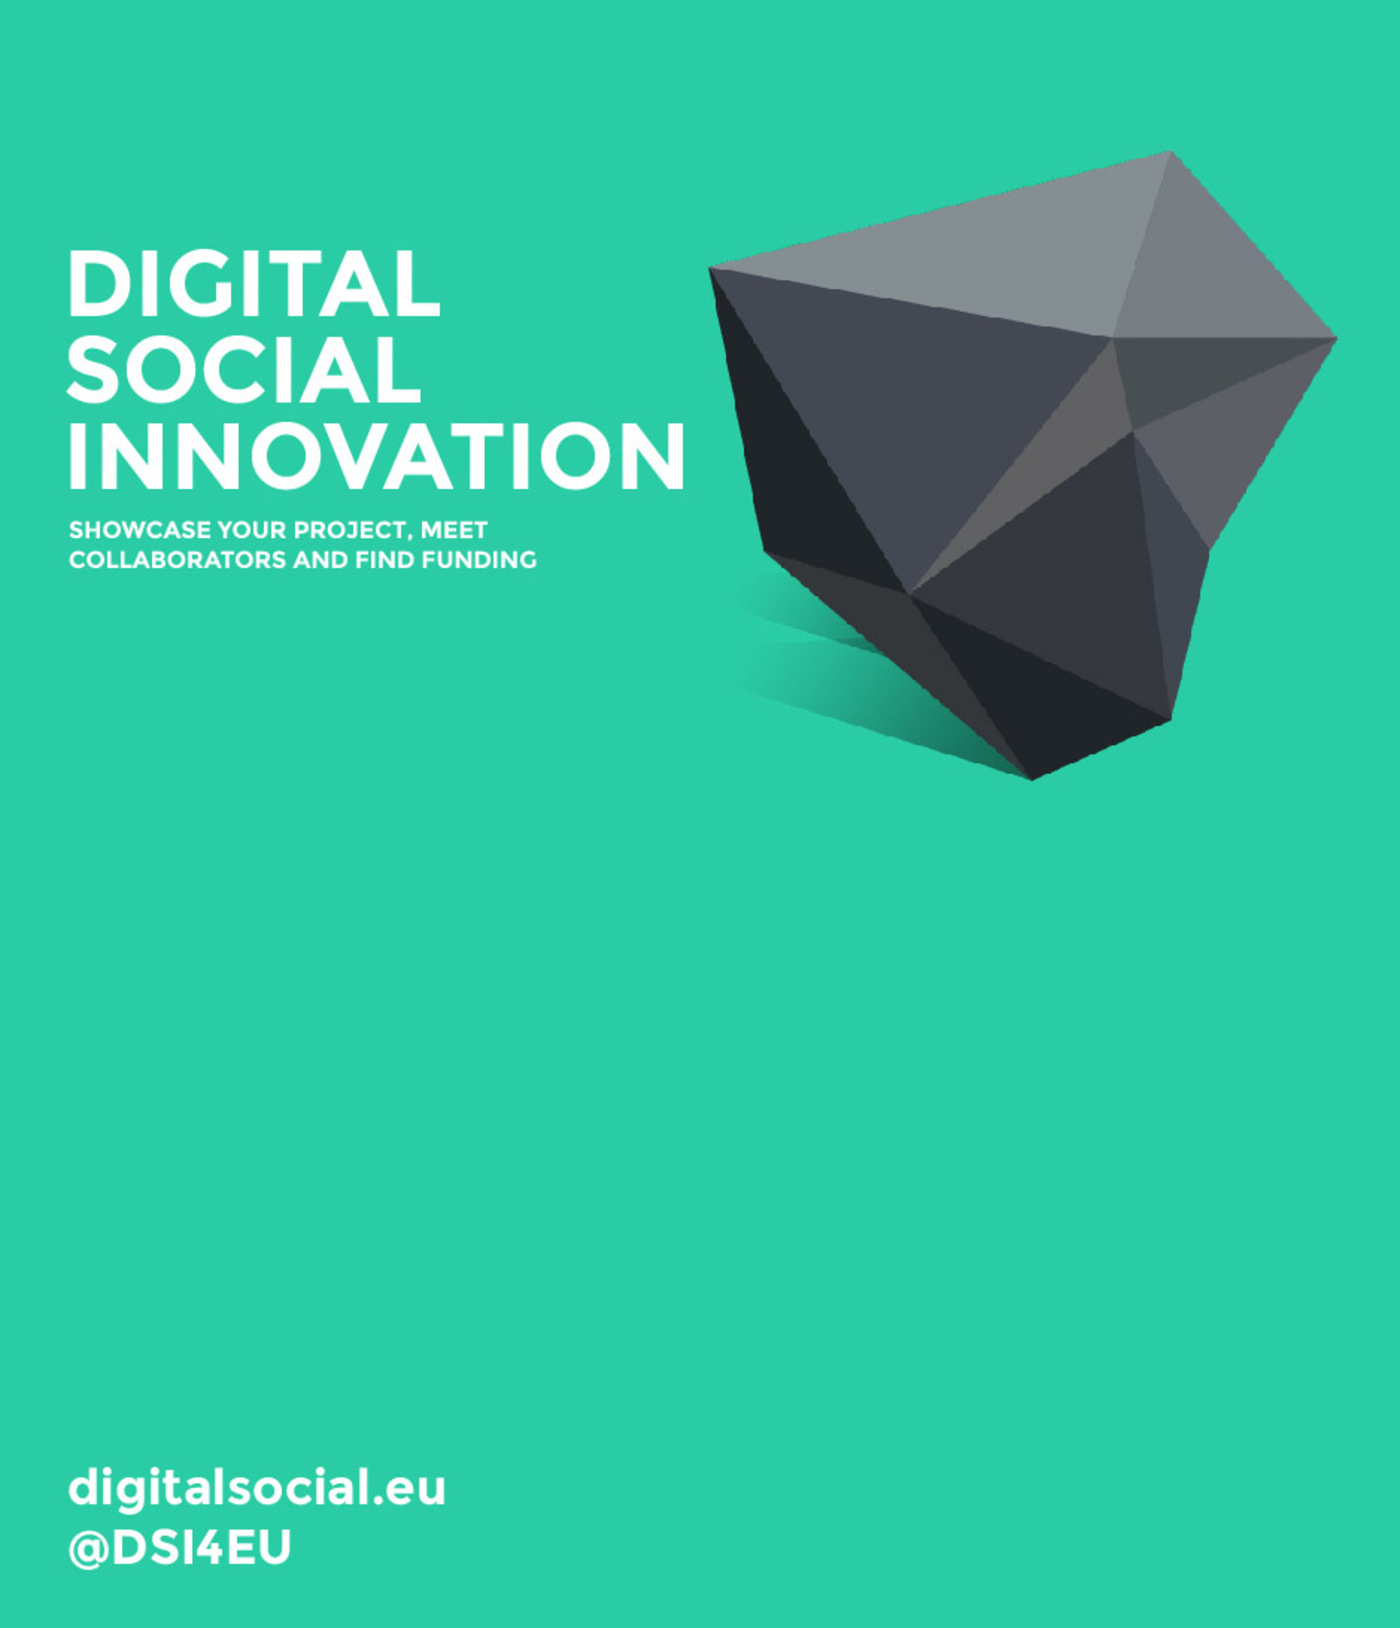 DIGITAL
SOCIAL
INNOVATION
SHOWCASE YOUR PROJECT, MEET
COLLABORATORS AND FIND FUNDING
digitalsocial.eu
@DSI4EU